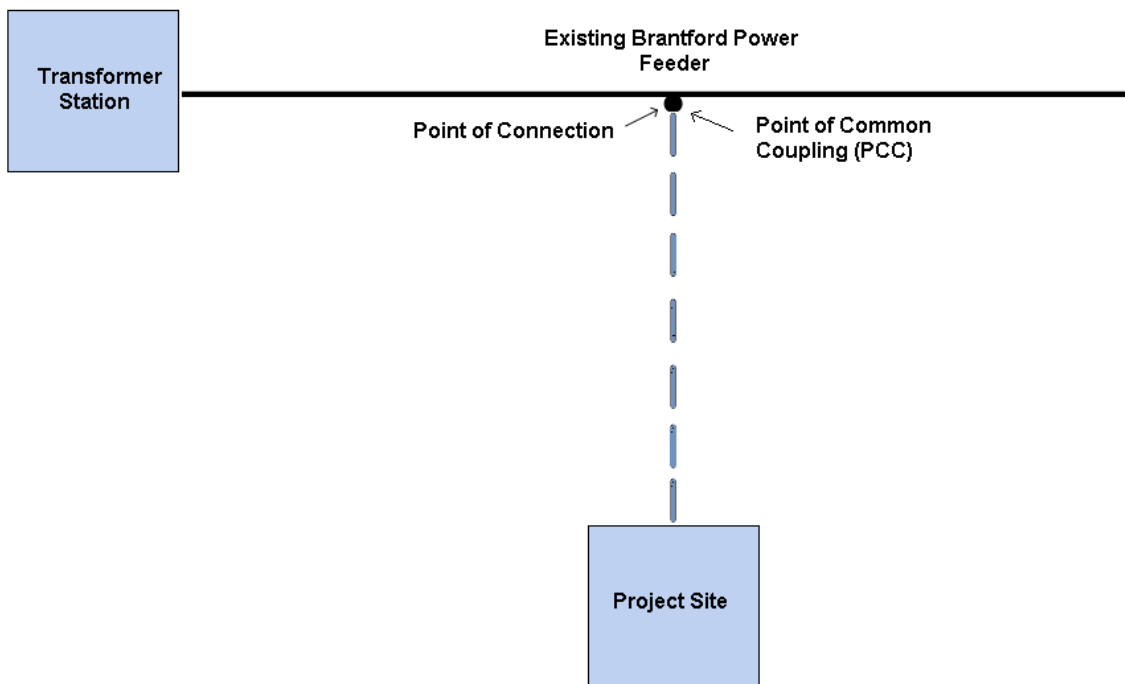 Existing Brantford Power
Feeder
Transformer
Station
Point of Connection
Point of Common
Coupling (PCC)
Project Site